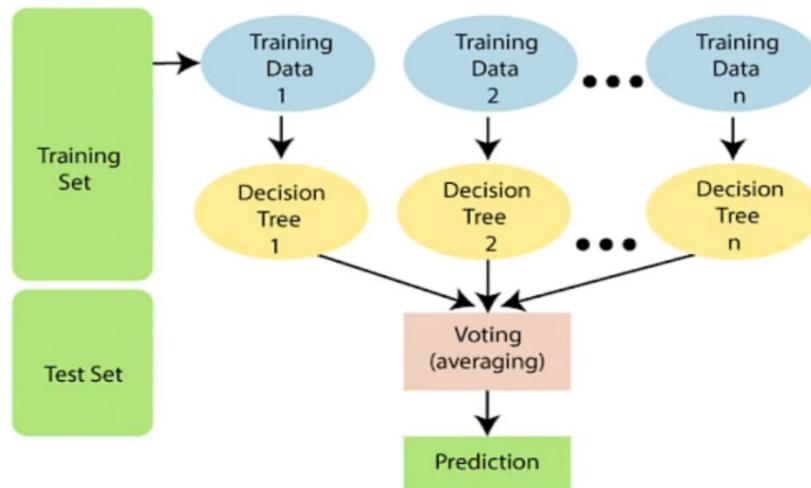 Training
Set
Test Set
Training
Data
1
Training
Data
2
Training
Data
n
Decision
Tree
1
Decision
Tree
2
Decision
Tree
n
Voting
(averaging)
Prediction